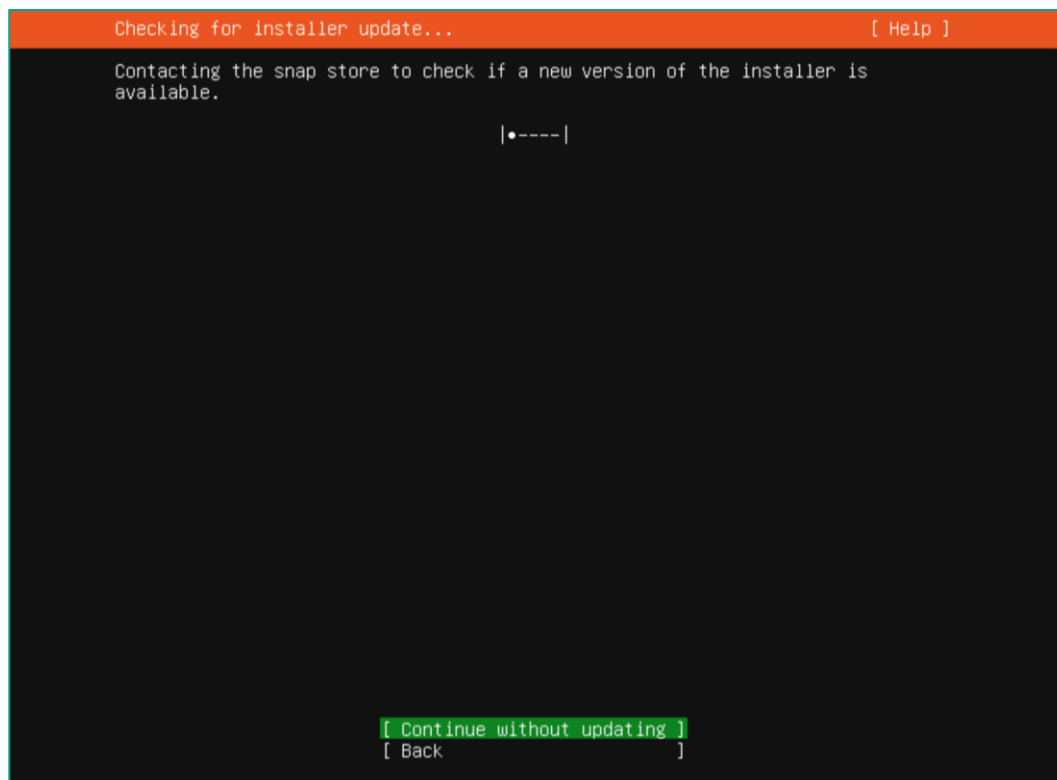 Checking for installer update... [ Help ]
Contacting the snap store to check if a new version of the installer is
available.
|•----|
[ Continue without updating ]
[ Back ]